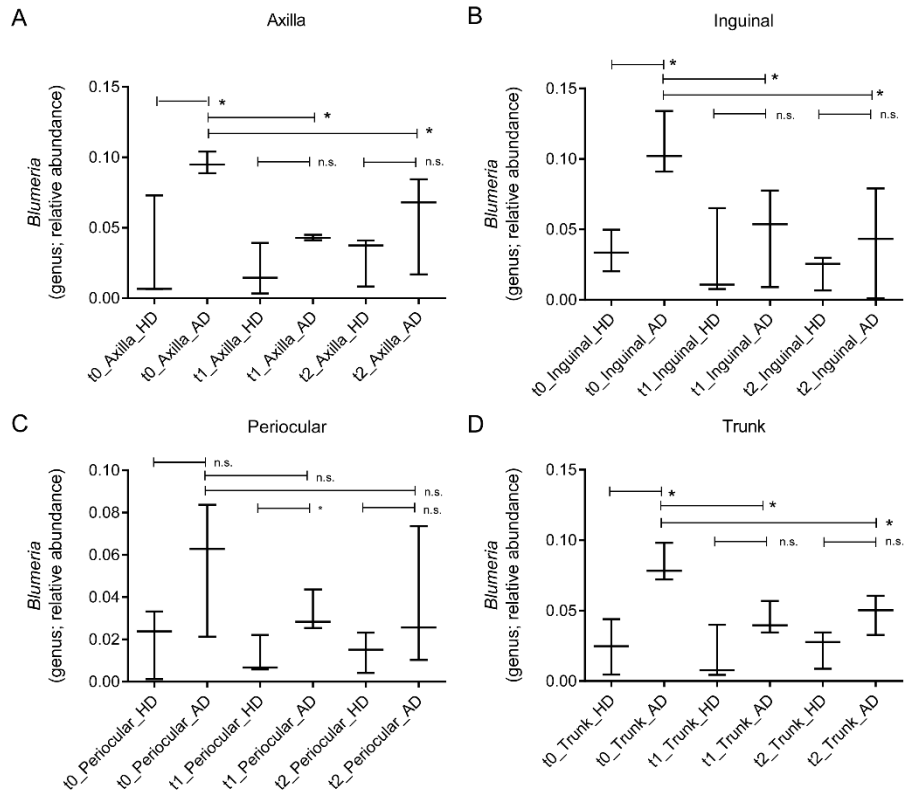 A
Axilla
Blumeria
(genus; relative abundance)
0.15
0.10
0.05
0.00
*
*
*
n.s.
n.s.
t0_Axilla_HD
t0_Axilla_AD
t1_Axilla_HD
t1_Axilla_AD
t2_Axilla_HD
t2_Axilla_AD
B
Inguinal
Blumeria
(genus; relative abundance)
0.15
0.10
0.05
0.00
*
*
*
n.s.
n.s.
t0_Inguinal_HD
t0_Inguinal_AD
t1_Inguinal_HD
t1_Inguinal_AD
t2_Inguinal_HD
t2_Inguinal_AD
C
Periocular
Blumeria
(genus; relative abundance)
0.10
0.08
0.06
0.04
0.02
0.00
n.s.
n.s.
n.s.
*
n.s.
t0_Periocular_HD
t0_Periocular_AD
t1_Periocular_HD
t1_Periocular_AD
t2_Periocular_HD
t2_Periocular_AD
D
Trunk
Blumeria
(genus; relative abundance)
0.15
0.10
0.05
0.00
*
*
*
n.s.
n.s.
t0_Trunk_HD
t0_Trunk_AD
t1_Trunk_HD
t1_Trunk_AD
t2_Trunk_HD
t2_Trunk_AD